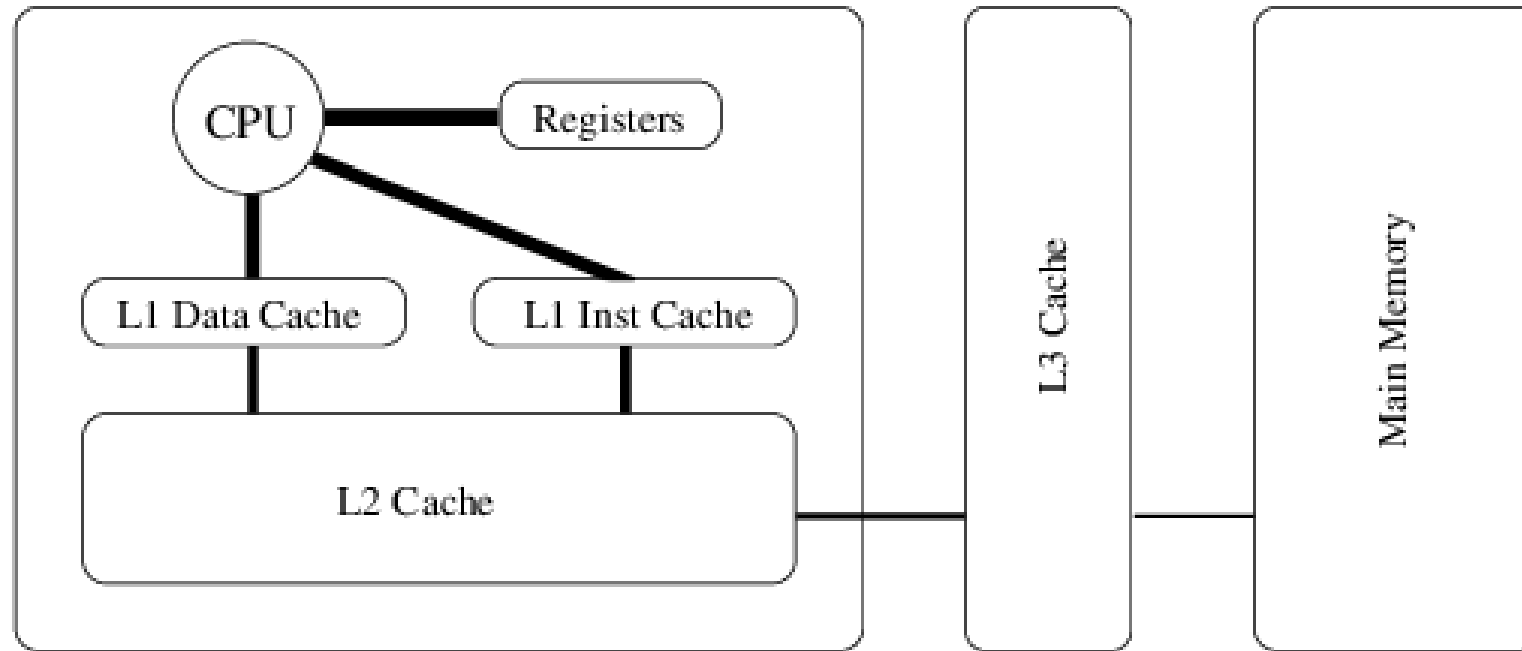 CPU
Registers
L1 Data Cache
L1 Inst Cache
L2 Cache
L3 Cache
Main Memory